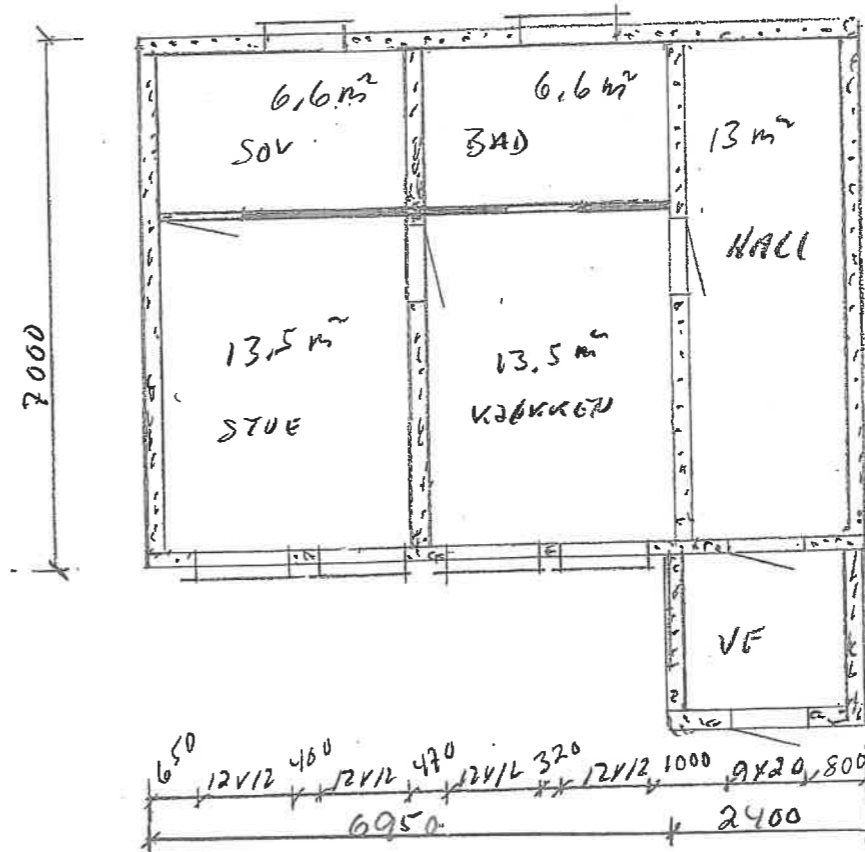 6,6 m²
SOV
6,6 m²
BAD
13 m²
HALL
7000
13,5 m²
STUE
13,5 m²
KJØKKEN
VF
650 12V12 400 12V12 470 12V12 320 12V12 1000 9X20 800
6950 2400